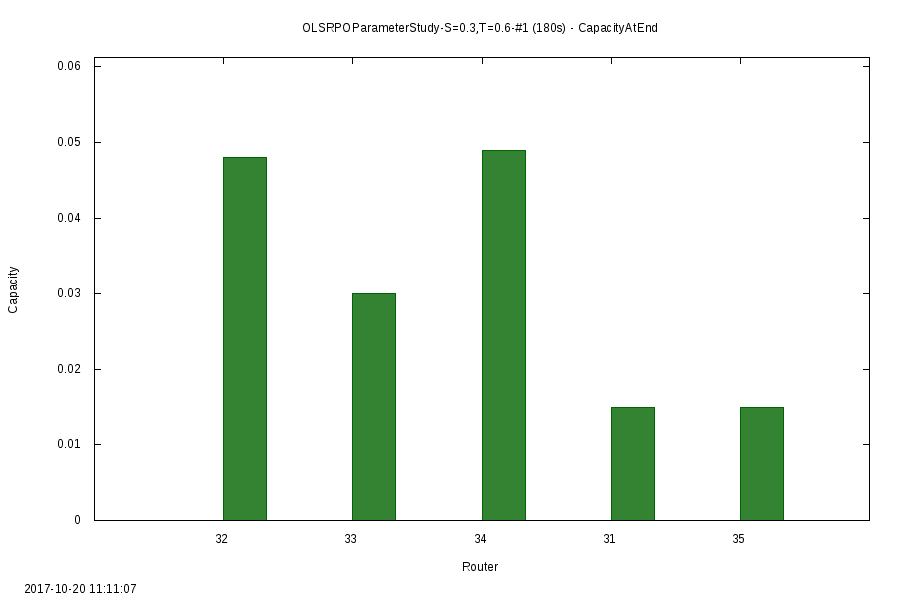 OLSRPOParameterStudy-S=0.3,T=0.6-#1 (180s) - CapacityAtEnd
0.06
0.05
0.04
0.03
0.02
0.01
0
Capacity
32 33 34 31 35
Router
2017-10-20 11:11:07